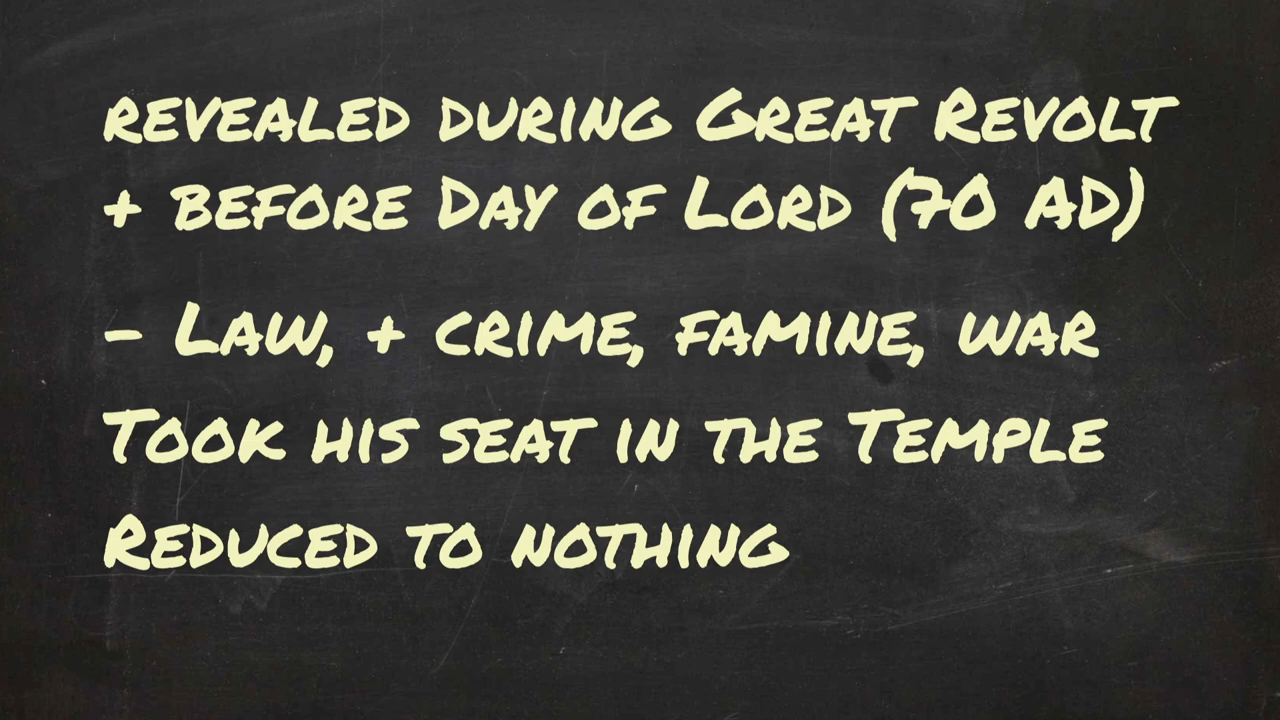 revealed during Great Revolt
+ before Day of Lord (70 AD)
- Law, + crime, famine, war
Took his seat in the Temple
Reduced to nothing